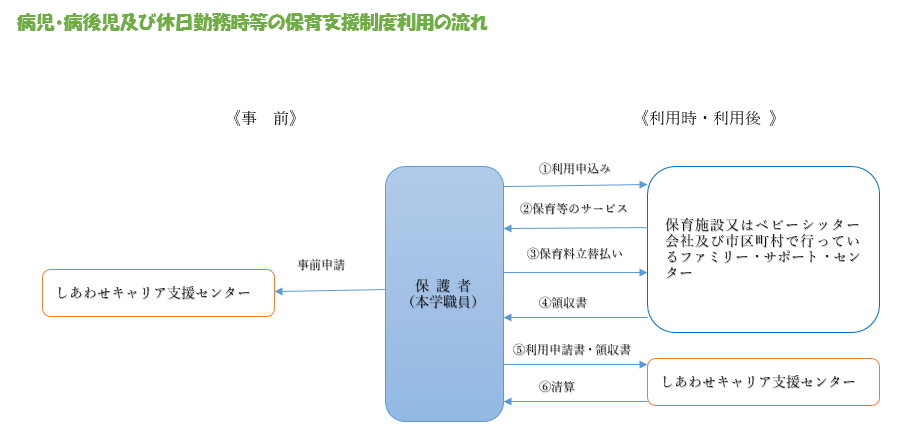 病児・病後児及び休日勤務時等の保育支援制度利用の流れ
《事　前》
《利用時・利用後 》
①利用申込み
②保育等のサービス
③保育料立替払い
④領収書
⑤利用申請書・領収書
⑥清算
事前申請
しあわせキャリア支援センター
保 護 者
（本学職員）
保育施設又はベビーシッター
会社及び市区町村で行ってい
るファミリー・サポート・セン
ター
しあわせキャリア支援センター